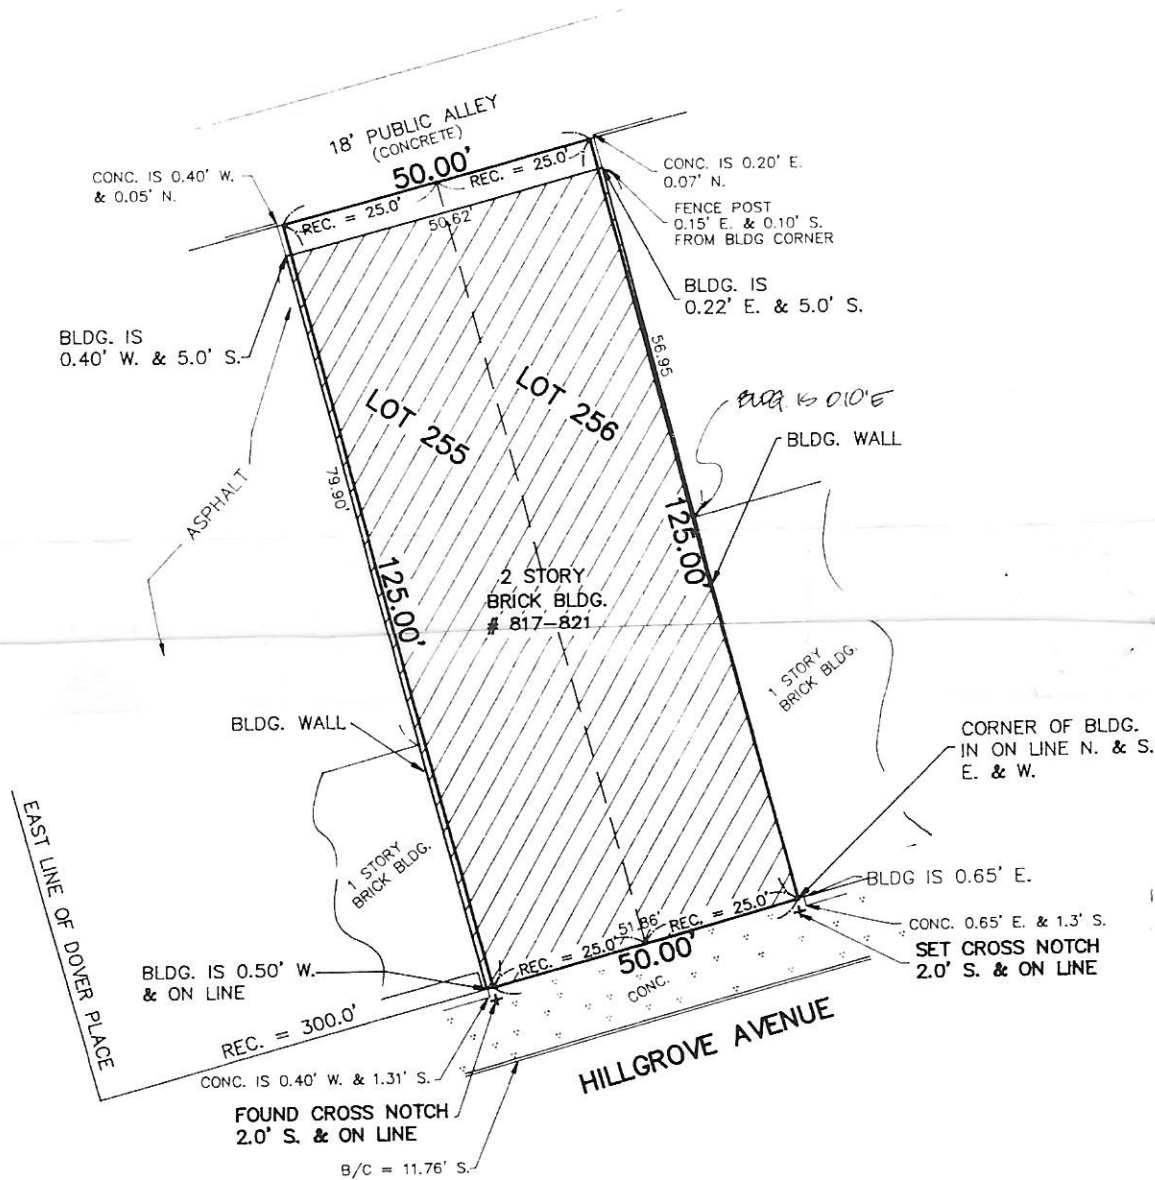 18' PUBLIC ALLEY
(CONCRETE)
50.00'
REC. = 25.0'
REC. = 25.0'
50.62'
CONC. IS 0.40' W.
& 0.05' N.
CONC. IS 0.20' E.
0.07' N.
FENCE POST
0.15' E. & 0.10' S.
FROM BLDG CORNER
BLDG. IS
0.22' E. & 5.0' S.
BLDG. IS
0.40' W. & 5.0' S.
56.95
LOT 255
LOT 256
BLDG. IS 0.10' E
BLDG. WALL
ASPHALT
79.90'
125.00'
125.00'
2 STORY
BRICK BLDG.
# 817-821
1 STORY
BRICK BLDG.
BLDG. WALL
CORNER OF BLDG.
IN ON LINE N. & S.
E. & W.
EAST LINE OF DOVER PLACE
1 STORY
BRICK BLDG.
BLDG IS 0.65' E.
CONC. 0.65' E. & 1.3' S.
SET CROSS NOTCH
2.0' S. & ON LINE
REC. = 25.0'
51.86'
REC. = 25.0'
50.00'
CONC.
BLDG. IS 0.50' W.
& ON LINE
REC. = 300.0'
HILLGROVE AVENUE
CONC. IS 0.40' W. & 1.31' S.
FOUND CROSS NOTCH
2.0' S. & ON LINE
B/C = 11.76' S.